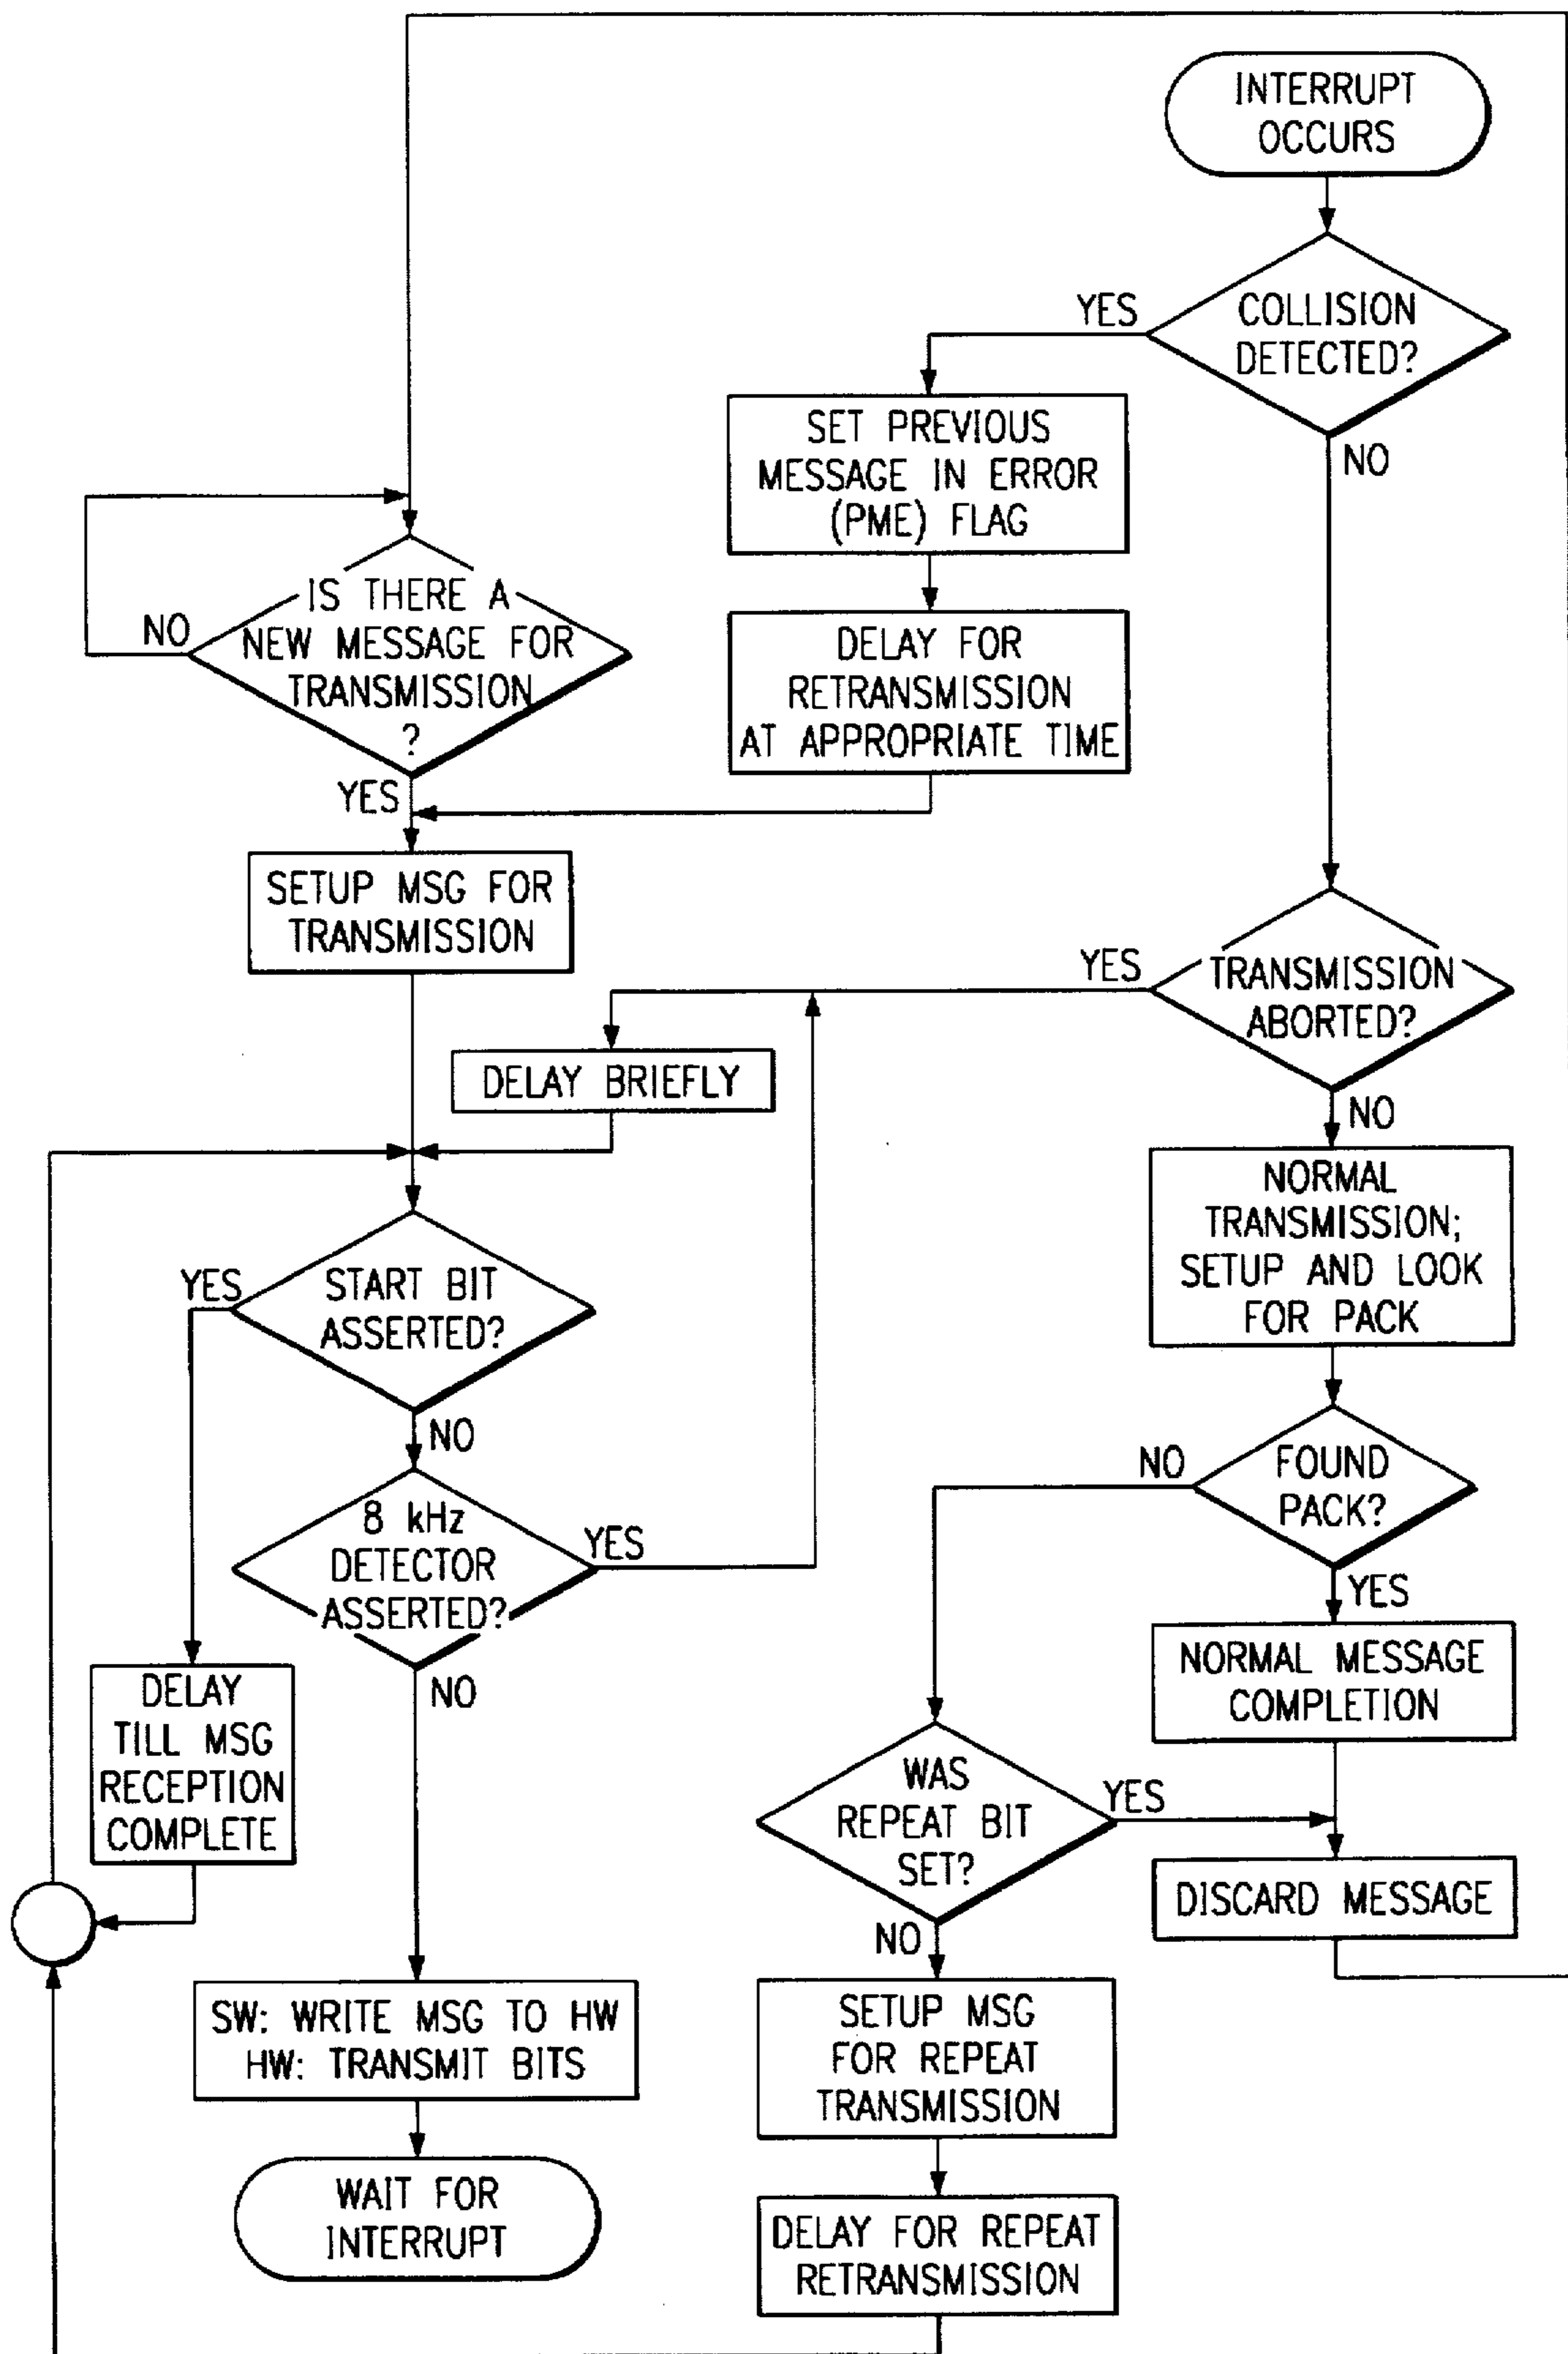 INTERRUPT
OCCURS
COLLISION
DETECTED?
YES
NO
SET PREVIOUS
MESSAGE IN ERROR
(PME) FLAG
DELAY FOR
RETRANSMISSION
AT APPROPRIATE TIME
IS THERE A
NEW MESSAGE FOR
TRANSMISSION
?
NO
YES
SETUP MSG FOR
TRANSMISSION
TRANSMISSION
ABORTED?
YES
NO
DELAY BRIEFLY
START BIT
ASSERTED?
YES
NO
8 kHz
DETECTOR
ASSERTED?
YES
NO
DELAY
TILL MSG
RECEPTION
COMPLETE
SW: WRITE MSG TO HW
HW: TRANSMIT BITS
WAIT FOR
INTERRUPT
NORMAL
TRANSMISSION;
SETUP AND LOOK
FOR PACK
FOUND
PACK?
NO
YES
NORMAL MESSAGE
COMPLETION
WAS
REPEAT BIT
SET?
YES
NO
DISCARD MESSAGE
SETUP MSG
FOR REPEAT
TRANSMISSION
DELAY FOR REPEAT
RETRANSMISSION